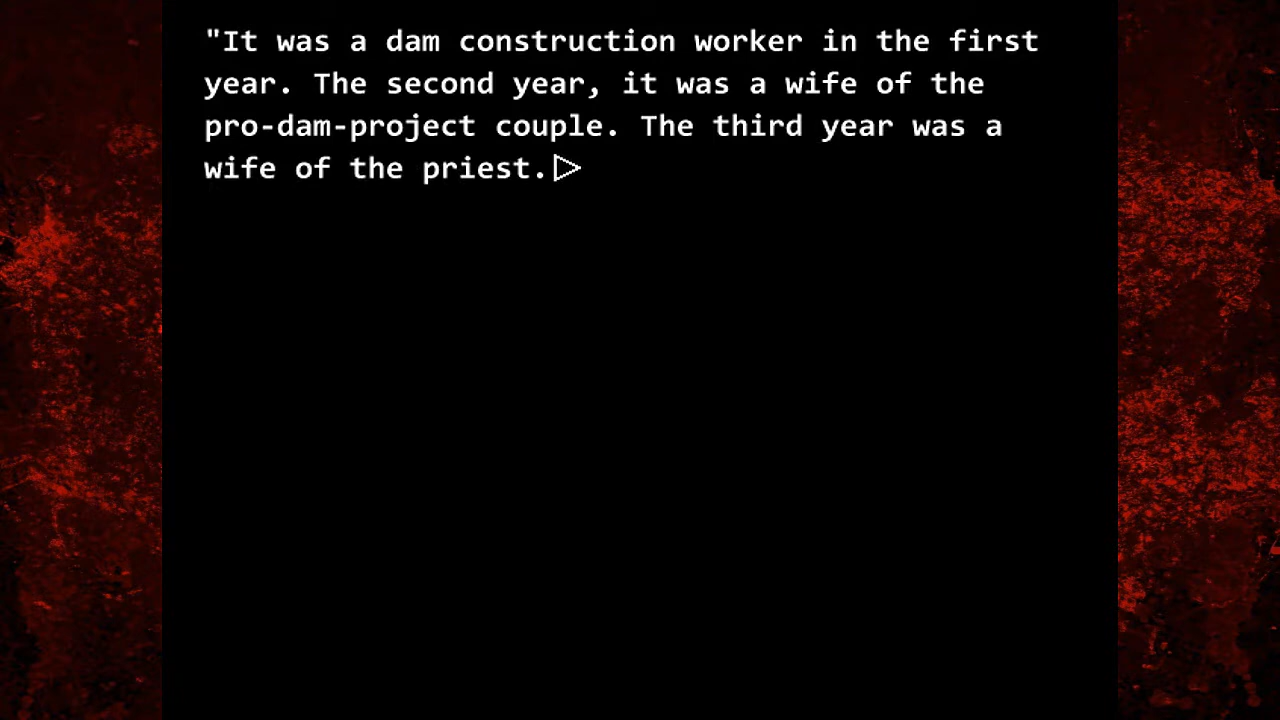 "It was a dam construction worker in the first
year. The second year, it was a wife of the
pro-dam-project couple. The third year was a
wife of the priest.